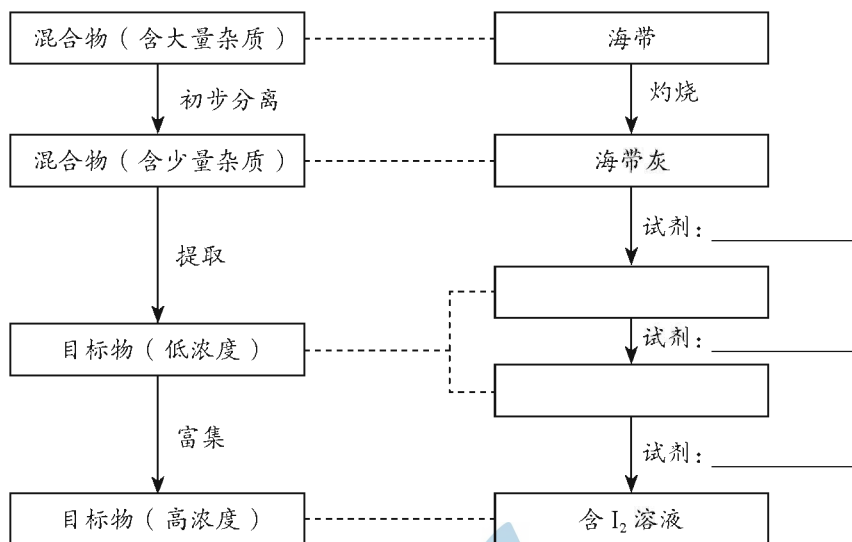 混合物（含大量杂质）
海带
初步分离
灼烧
混合物（含少量杂质）
海带灰
试剂：
提取
目标物（低浓度）
试剂：
富集
试剂：
目标物（高浓度）
含 I₂ 溶液